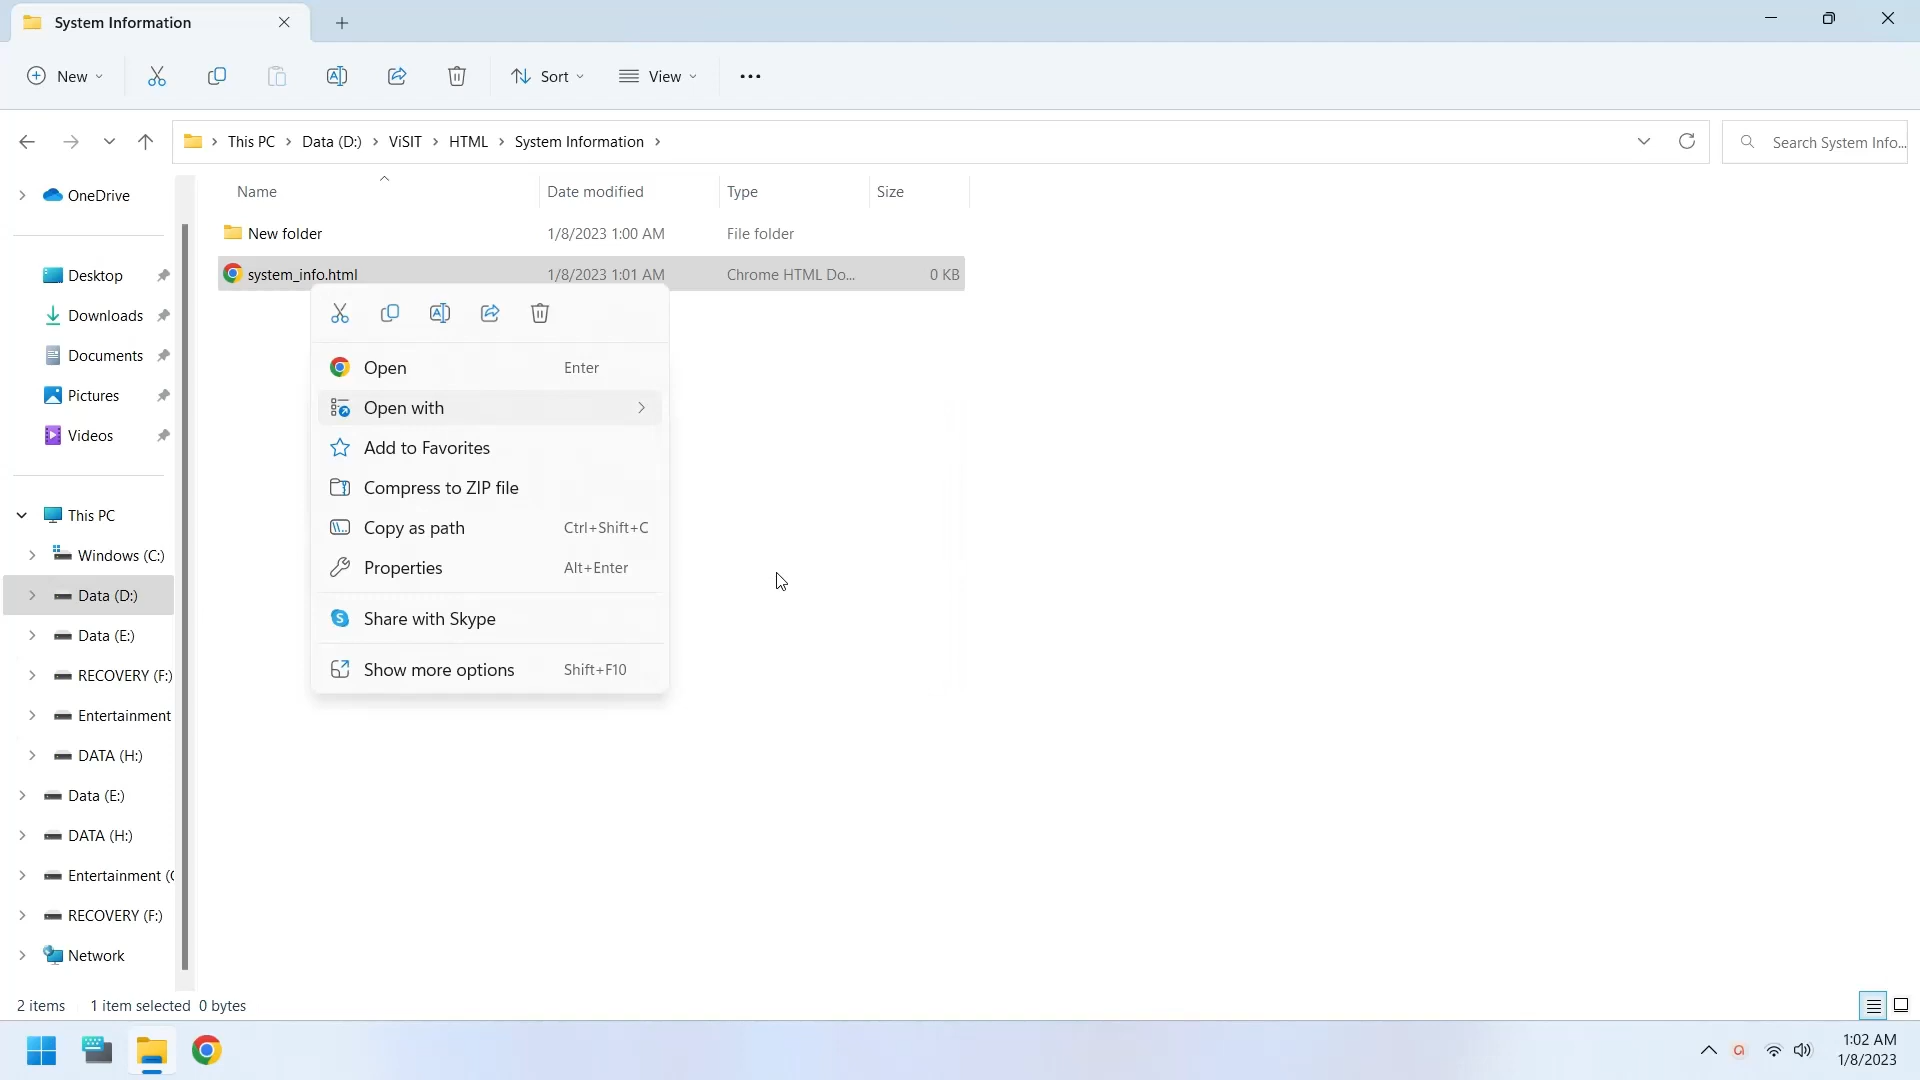 System Information
New
Sort
View
This PC
Data (D:)
ViSIT
HTML
System Information
Search System Info...
Name
Date modified
Type
Size
New folder
1/8/2023 1:00 AM
File folder
system_info.html
1/8/2023 1:01 AM
Chrome HTML Do...
0 KB
Open
Enter
Open with
Add to Favorites
Compress to ZIP file
Copy as path
Ctrl+Shift+C
Properties
Alt+Enter
Share with Skype
Show more options
Shift+F10
OneDrive
Desktop
Downloads
Documents
Pictures
Videos
This PC
Windows (C:)
Data (D:)
Data (E:)
RECOVERY (F:)
Entertainment
DATA (H:)
Data (E:)
DATA (H:)
Entertainment (
RECOVERY (F:)
Network
2 items
1 item selected
0 bytes
1:02 AM
1/8/2023